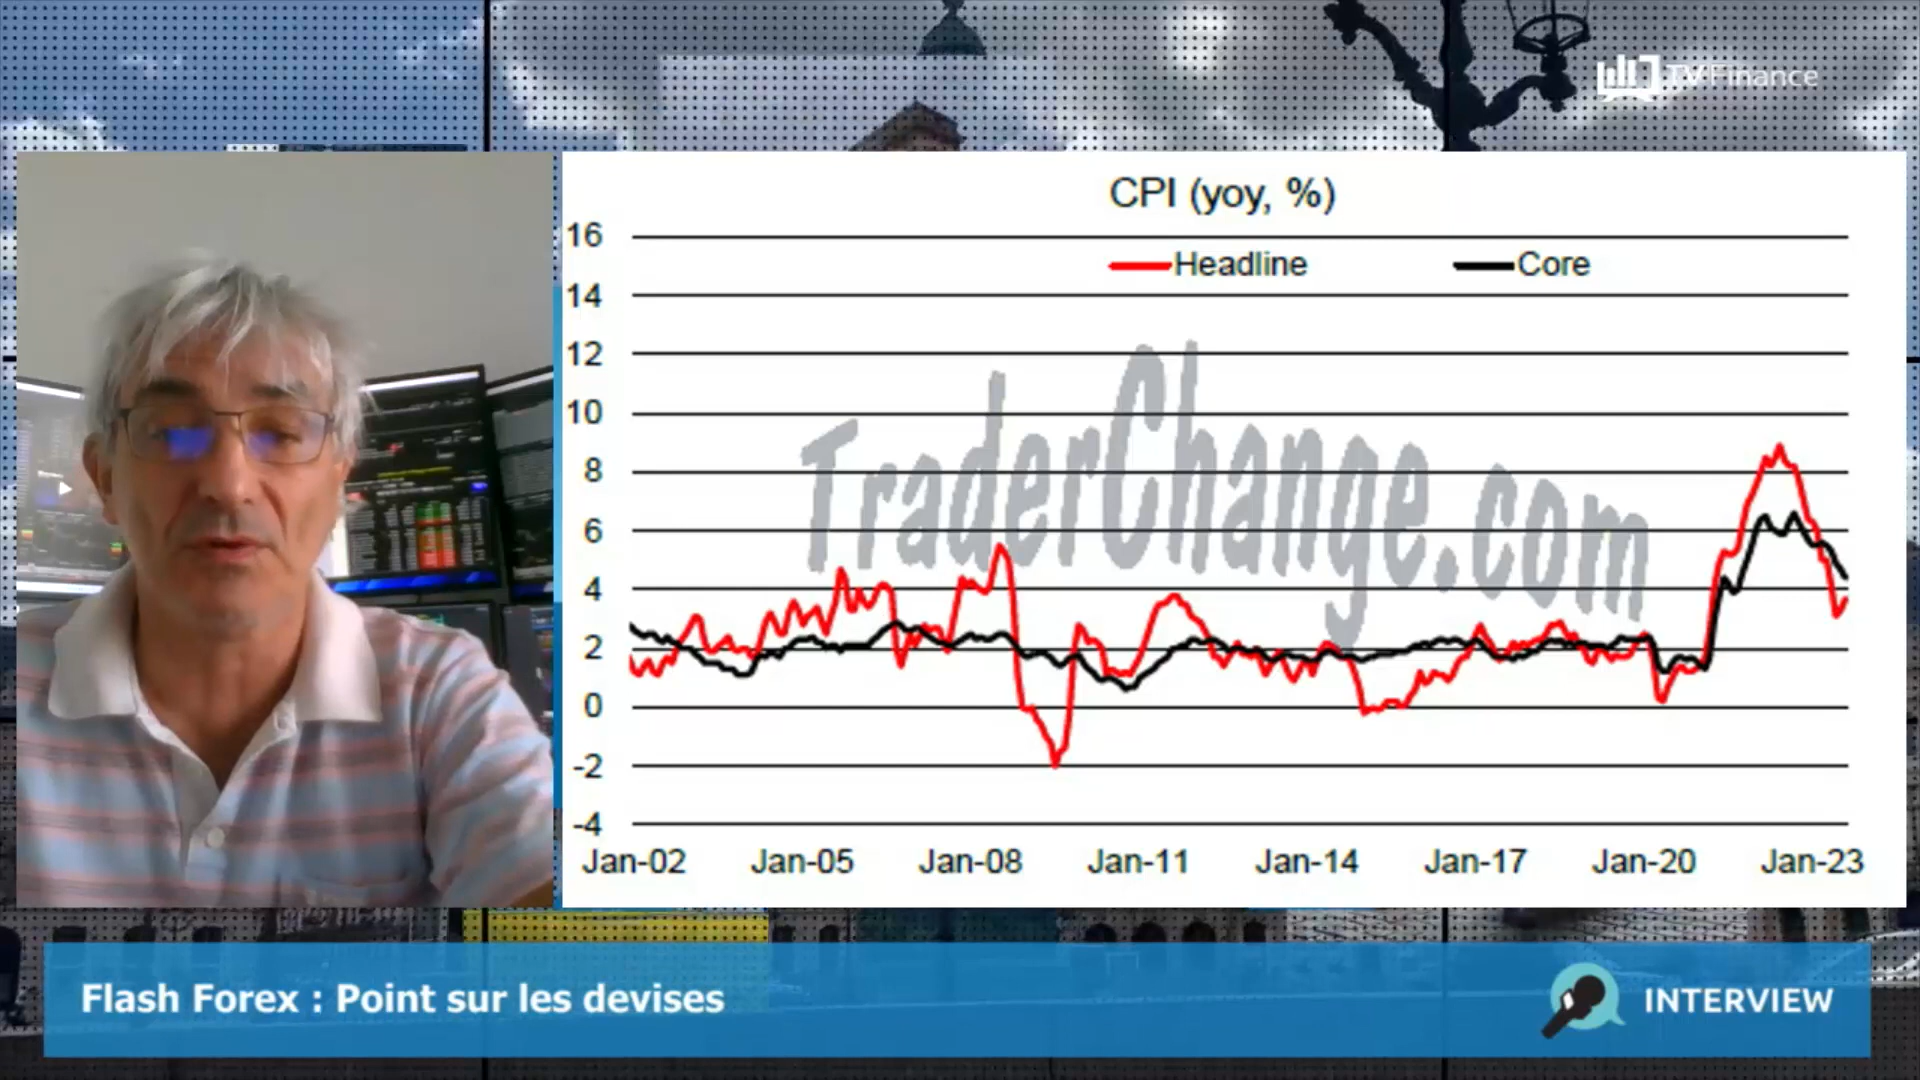 TV Finance
CPI (yoy, %)
Headline
Core
16
14
12
10
8
6
4
2
0
-2
-4
TraderChange.com
Jan-02
Jan-05
Jan-08
Jan-11
Jan-14
Jan-17
Jan-20
Jan-23
Flash Forex : Point sur les devises
INTERVIEW